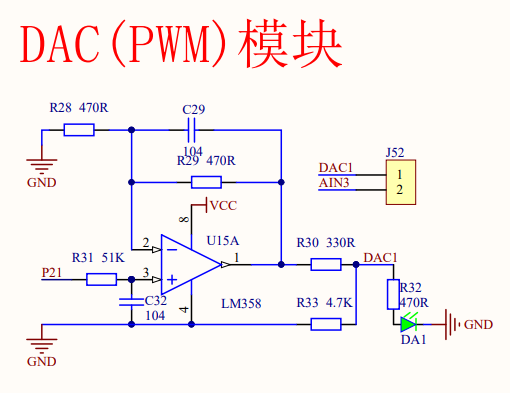 DAC(PWM)模块
R28 470R
C29
104
R29 470R
GND
J52
DAC1
1
AIN3
2
VCC
8
U15A
2
1
R30 330R
DAC1
R31 51K
P21
3
C32
104
LM358
4
R33 4.7K
R32
470R
DA1
GND
GND